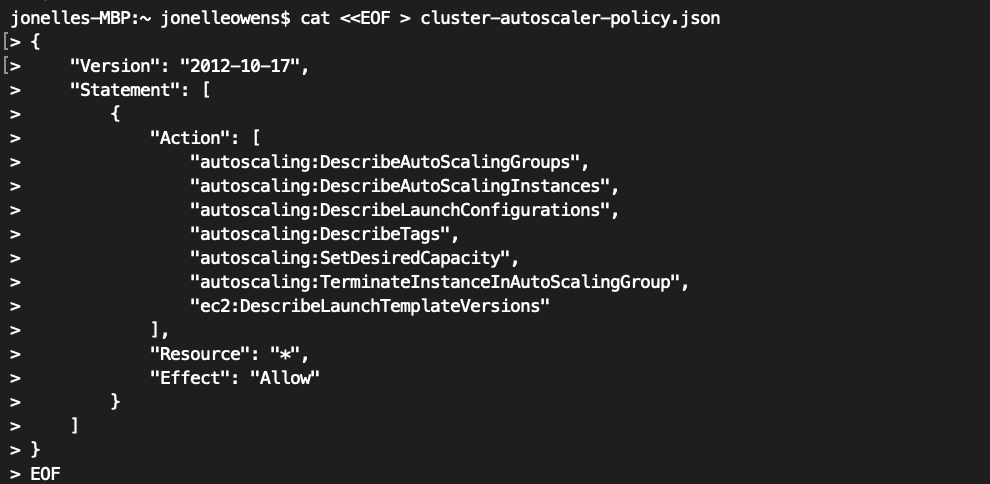 jonelles-MBP:~ jonelleowens$ cat <<EOF > cluster-autoscaler-policy.json
[> {
[>     "Version": "2012-10-17",
>     "Statement": [
>         {
>             "Action": [
>                 "autoscaling:DescribeAutoScalingGroups",
>                 "autoscaling:DescribeAutoScalingInstances",
>                 "autoscaling:DescribeLaunchConfigurations",
>                 "autoscaling:DescribeTags",
>                 "autoscaling:SetDesiredCapacity",
>                 "autoscaling:TerminateInstanceInAutoScalingGroup",
>                 "ec2:DescribeLaunchTemplateVersions"
>             ],
>             "Resource": "*",
>             "Effect": "Allow"
>         }
>     ]
> }
> EOF